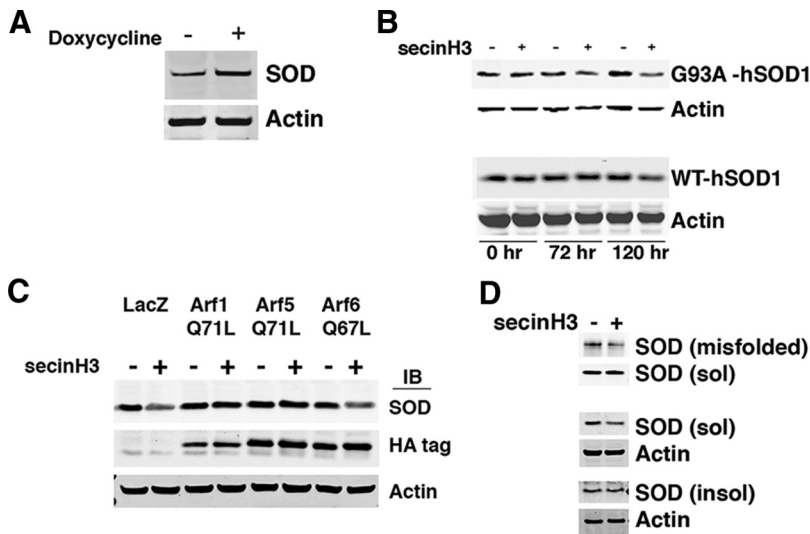 A
Doxycycline - +
SOD
Actin
B
secinH3 - + - + - +
G93A -hSOD1
Actin
WT-hSOD1
Actin
0 hr 72 hr 120 hr
C
LacZ Arf1 Arf5 Arf6
Q71L Q71L Q67L
secinH3 - + - + - + - +
IB
SOD
HA tag
Actin
D
secinH3 - +
SOD (misfolded)
SOD (sol)
SOD (sol)
Actin
SOD (insol)
Actin